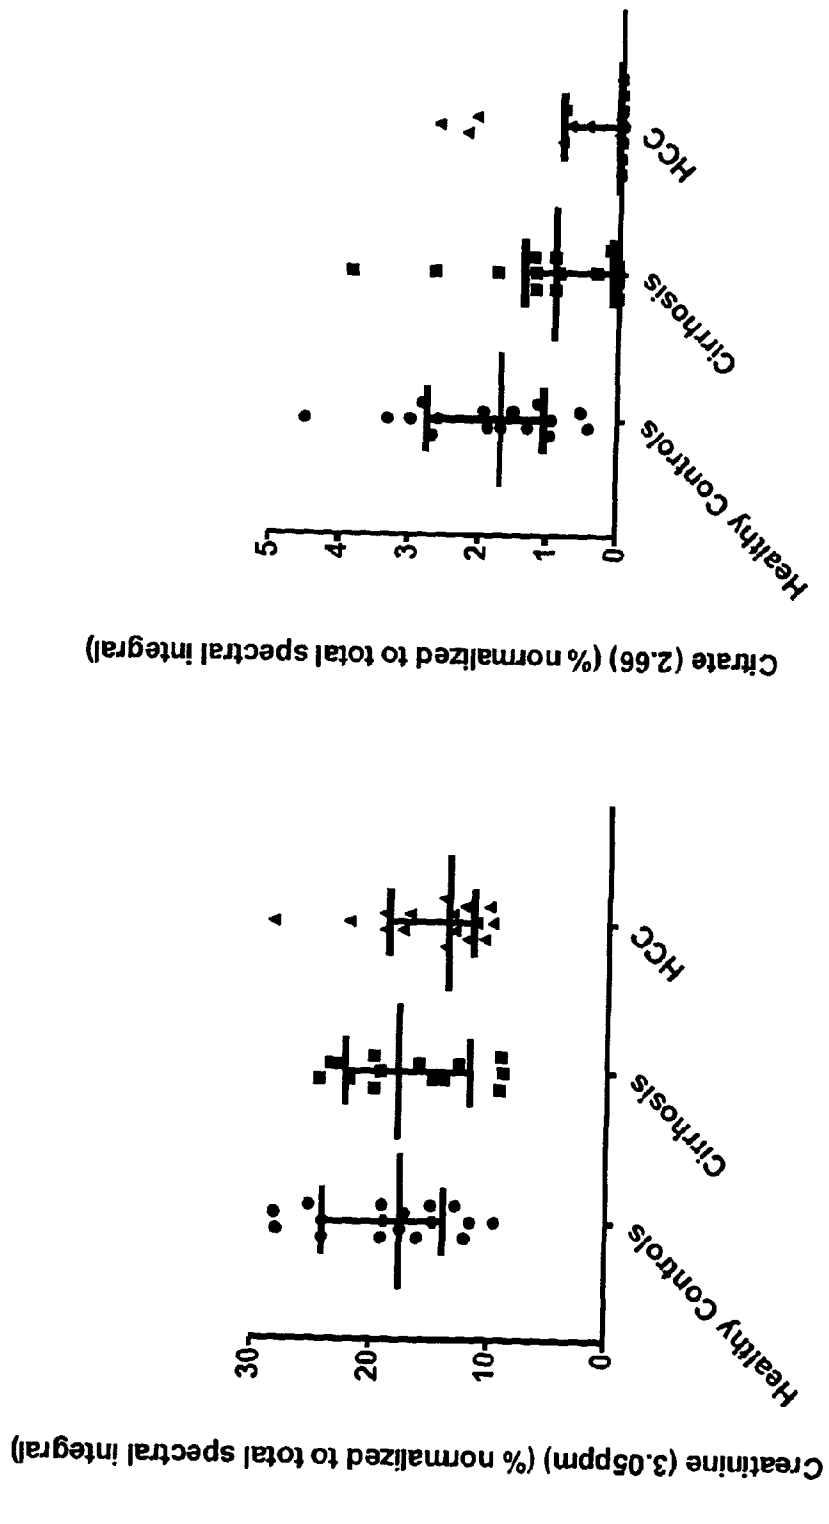 Creatinine (3.05ppm) (% normalized to total spectral integral)
30
20
10
0
Healthy Controls
Cirrhosis
HCC
Citrate (2.66) (% normalized to total spectral integral)
5
4
3
2
1
0
Healthy Controls
Cirrhosis
HCC